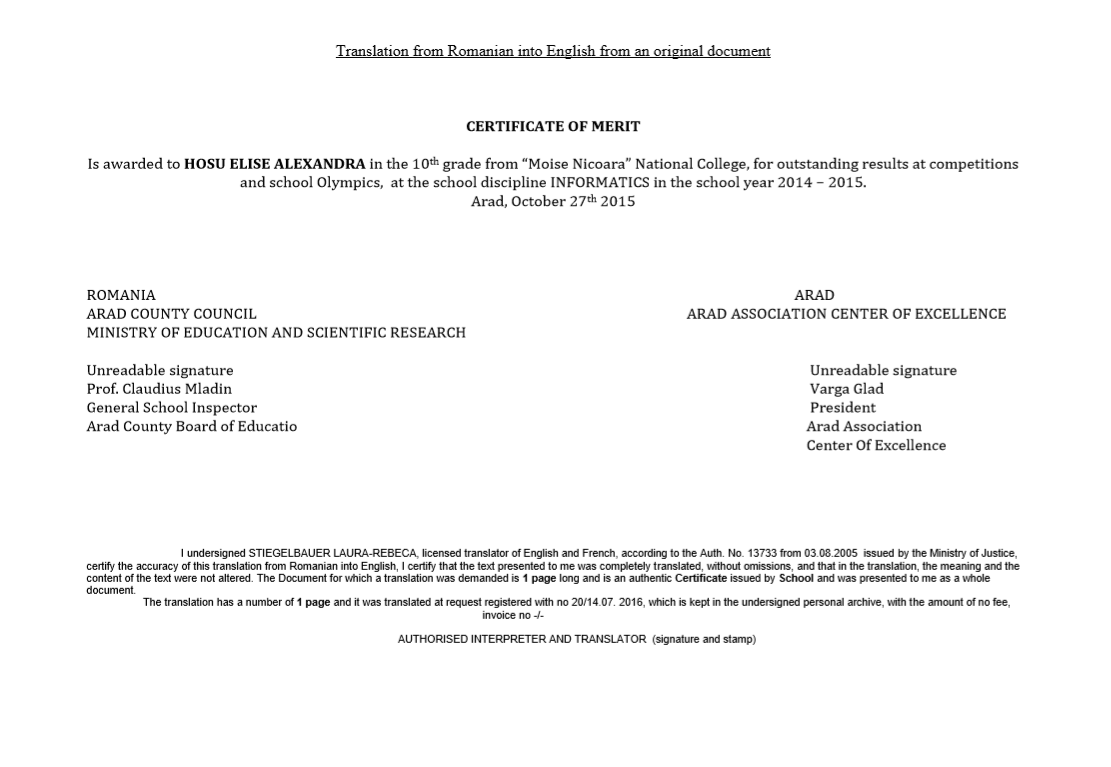 Translation from Romanian into English from an original document
CERTIFICATE OF MERIT
Is awarded to HOSU ELISE ALEXANDRA in the 10th grade from “Moise Nicoara” National College, for outstanding results at competitions
and school Olympics, at the school discipline INFORMATICS in the school year 2014 – 2015.
Arad, October 27th 2015
ROMANIA
ARAD COUNTY COUNCIL
MINISTRY OF EDUCATION AND SCIENTIFIC RESEARCH
Unreadable signature
Prof. Claudius Mladin
General School Inspector
Arad County Board of Educatio
ARAD
ARAD ASSOCIATION CENTER OF EXCELLENCE
Unreadable signature
Varga Glad
President
Arad Association
Center Of Excellence
I undersigned STIEGELBAUER LAURA-REBECA, licensed translator of English and French, according to the Auth. No. 13733 from 03.08.2005 issued by the Ministry of Justice,
certify the accuracy of this translation from Romanian into English, I certify that the text presented to me was completely translated, without omissions, and that in the translation, the meaning and the
content of the text were not altered. The Document for which a translation was demanded is 1 page long and is an authentic Certificate issued by School and was presented to me as a whole
document.
The translation has a number of 1 page and it was translated at request registered with no 20/14.07. 2016, which is kept in the undersigned personal archive, with the amount of no fee,
invoice no -/-
AUTHORISED INTERPRETER AND TRANSLATOR (signature and stamp)